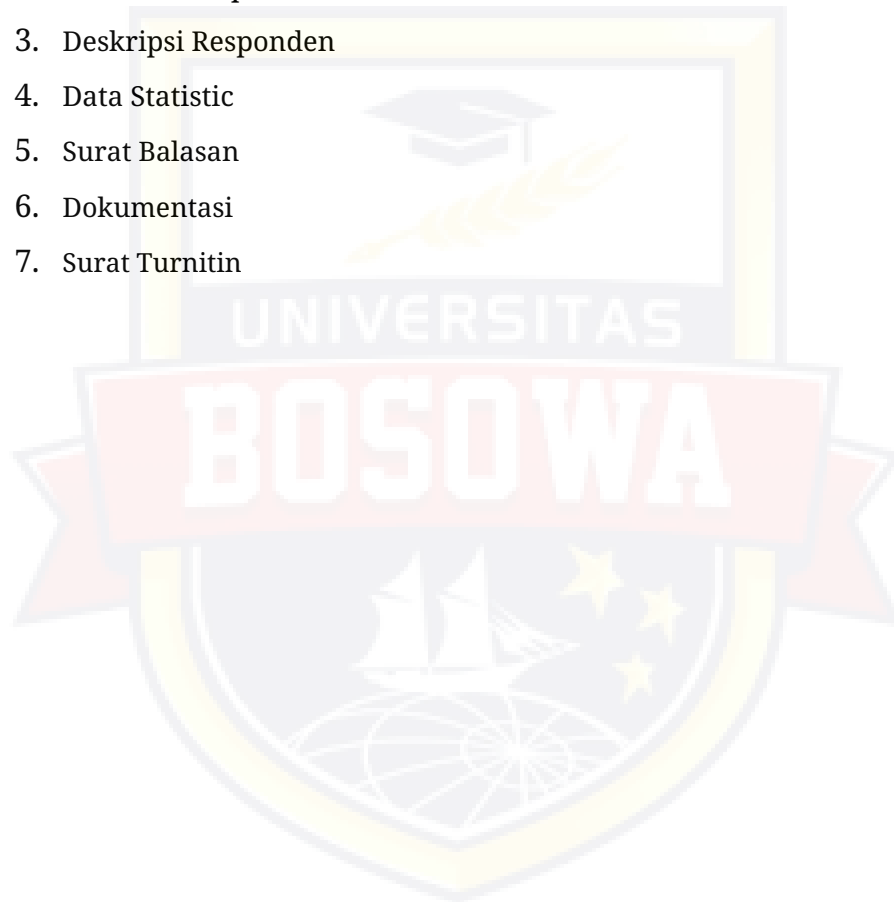 3. Deskripsi Responden
4. Data Statistic
5. Surat Balasan
6. Dokumentasi
7. Surat Turnitin
UNIVERSITAS
BOSOWA